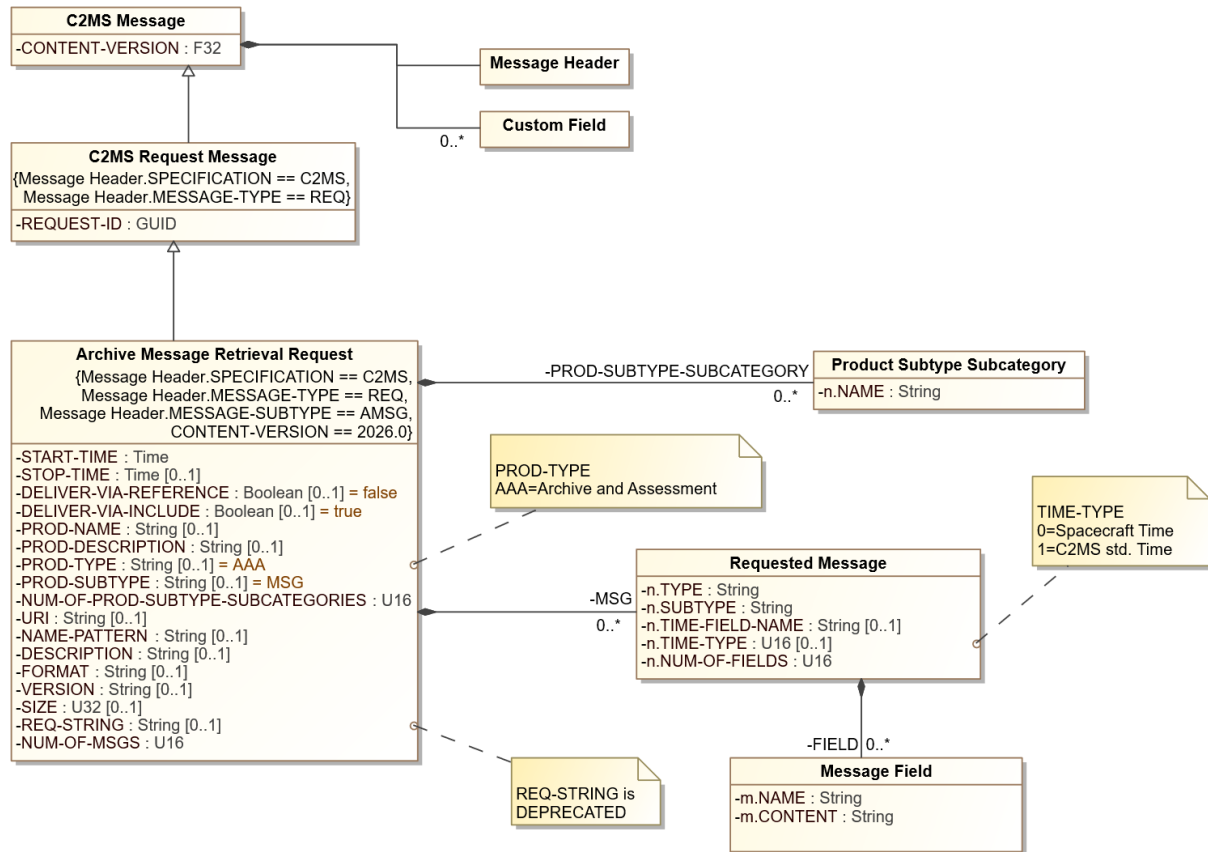 C2MS Message
-CONTENT-VERSION : F32
Message Header
Custom Field
0..*
C2MS Request Message
{Message Header.SPECIFICATION == C2MS,
Message Header.MESSAGE-TYPE == REQ}
-REQUEST-ID : GUID
Archive Message Retrieval Request
{Message Header.SPECIFICATION == C2MS,
Message Header.MESSAGE-TYPE == REQ,
Message Header.MESSAGE-SUBTYPE == AMSG,
CONTENT-VERSION == 2026.0}
-START-TIME : Time
-STOP-TIME : Time [0..1]
-DELIVER-VIA-REFERENCE : Boolean [0..1] = false
-DELIVER-VIA-INCLUDE : Boolean [0..1] = true
-PROD-NAME : String [0..1]
-PROD-DESCRIPTION : String [0..1]
-PROD-TYPE : String [0..1] = AAA
-PROD-SUBTYPE : String [0..1] = MSG
-NUM-OF-PROD-SUBTYPE-SUBCATEGORIES : U16
-URI : String [0..1]
-NAME-PATTERN : String [0..1]
-DESCRIPTION : String [0..1]
-FORMAT : String [0..1]
-VERSION : String [0..1]
-SIZE : U32 [0..1]
-REQ-STRING : String [0..1]
-NUM-OF-MSGS : U16
-PROD-SUBTYPE-SUBCATEGORY
0..*
Product Subtype Subcategory
-n.NAME : String
PROD-TYPE
AAA=Archive and Assessment
TIME-TYPE
0=Spacecraft Time
1=C2MS std. Time
-MSG
0..*
Requested Message
-n.TYPE : String
-n.SUBTYPE : String
-n.TIME-FIELD-NAME : String [0..1]
-n.TIME-TYPE : U16 [0..1]
-n.NUM-OF-FIELDS : U16
-FIELD 0..*
Message Field
-m.NAME : String
-m.CONTENT : String
REQ-STRING is
DEPRECATED